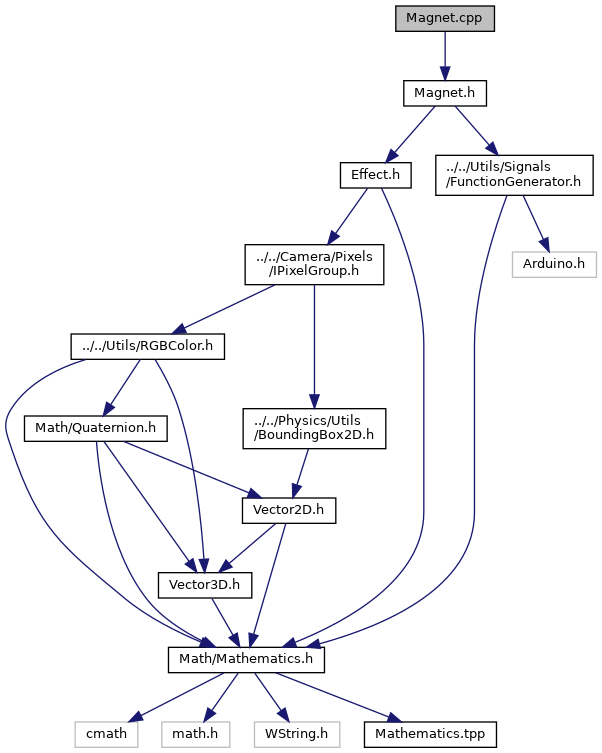 Magnet.cpp
Magnet.h
Effect.h
../../Utils/Signals
/FunctionGenerator.h
../../Camera/Pixels
/IPixelGroup.h
Arduino.h
../../Utils/RGBColor.h
Math/Quaternion.h
../../Physics/Utils
/BoundingBox2D.h
Vector2D.h
Vector3D.h
Math/Mathematics.h
cmath
math.h
WString.h
Mathematics.tpp